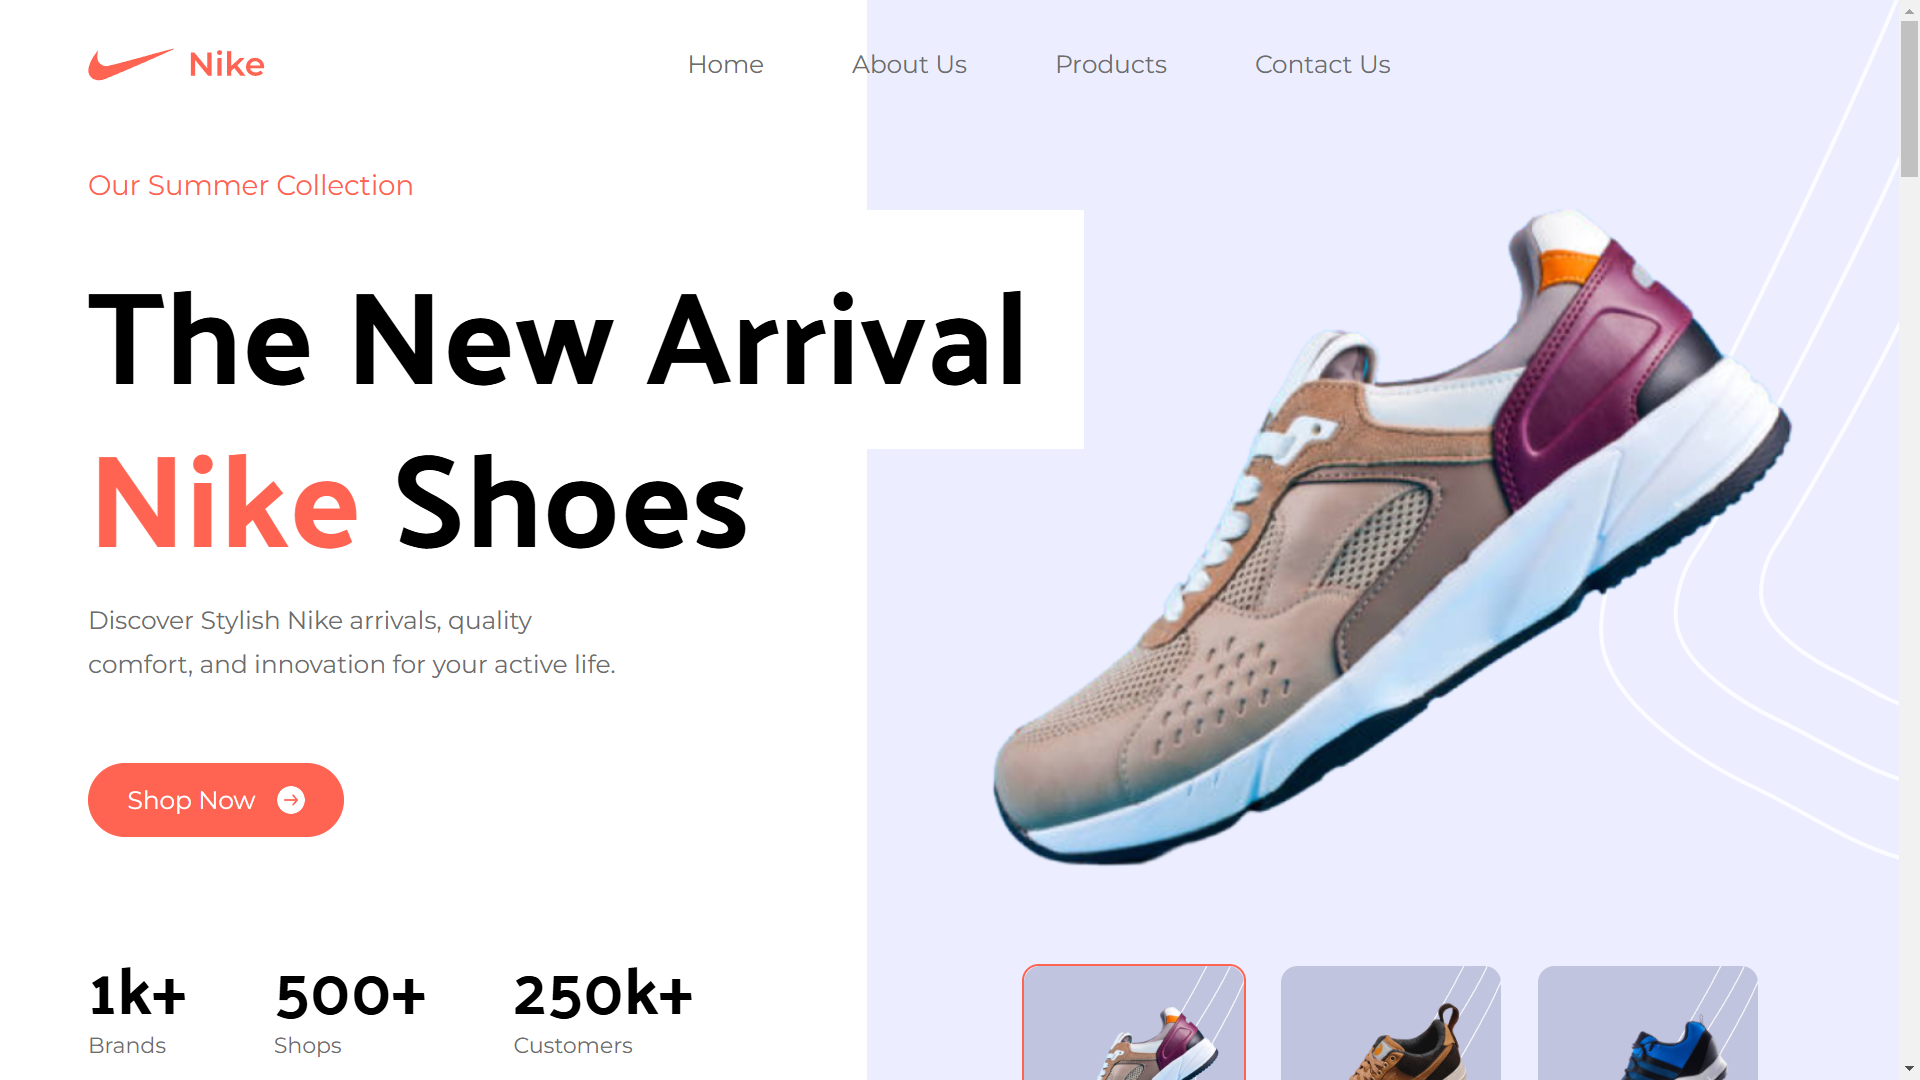 Nike
Home
About Us
Products
Contact Us
Our Summer Collection
The New Arrival
Nike Shoes
Discover Stylish Nike arrivals, quality
comfort, and innovation for your active life.
Shop Now
1k+
Brands
500+
Shops
250k+
Customers